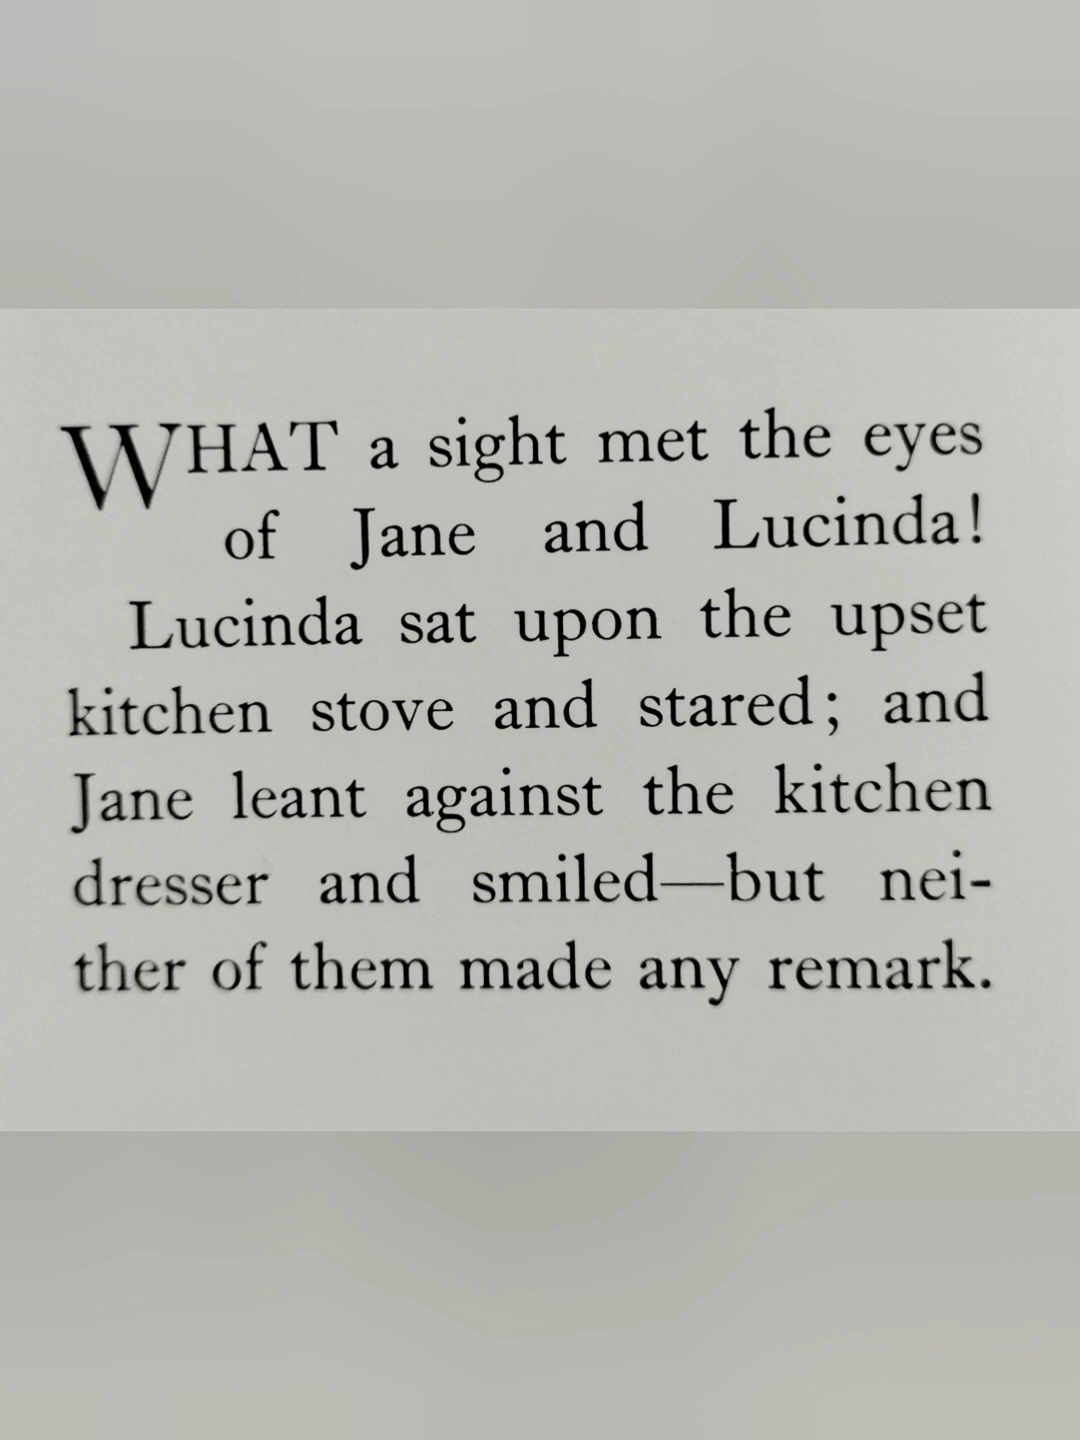 WHAT a sight met the eyes
of Jane and Lucinda!
Lucinda sat upon the upset
kitchen stove and stared; and
Jane leant against the kitchen
dresser and smiled—but nei-
ther of them made any remark.